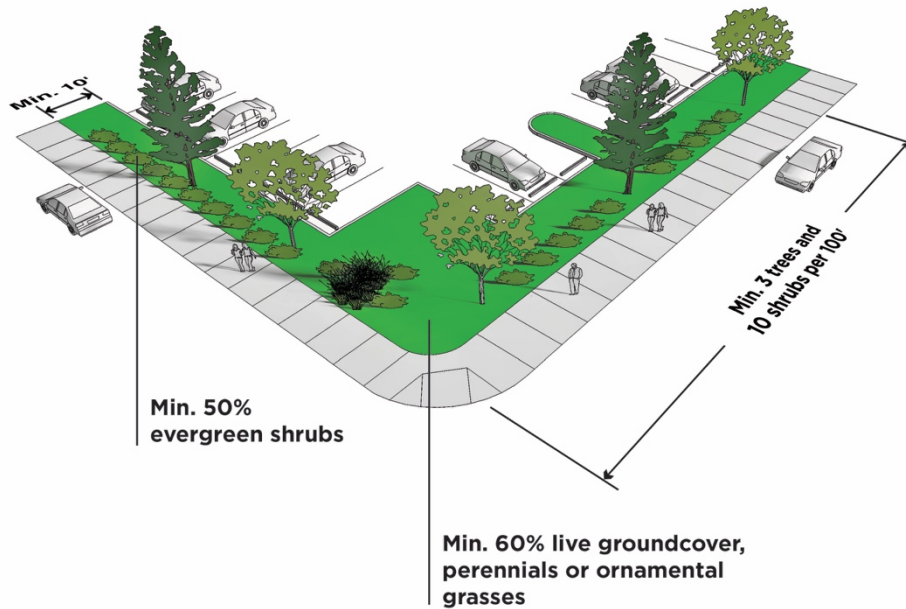 Min. 10'
Min. 3 trees and
10 shrubs per 100'
Min. 50%
evergreen shrubs
Min. 60% live groundcover,
perennials or ornamental
grasses